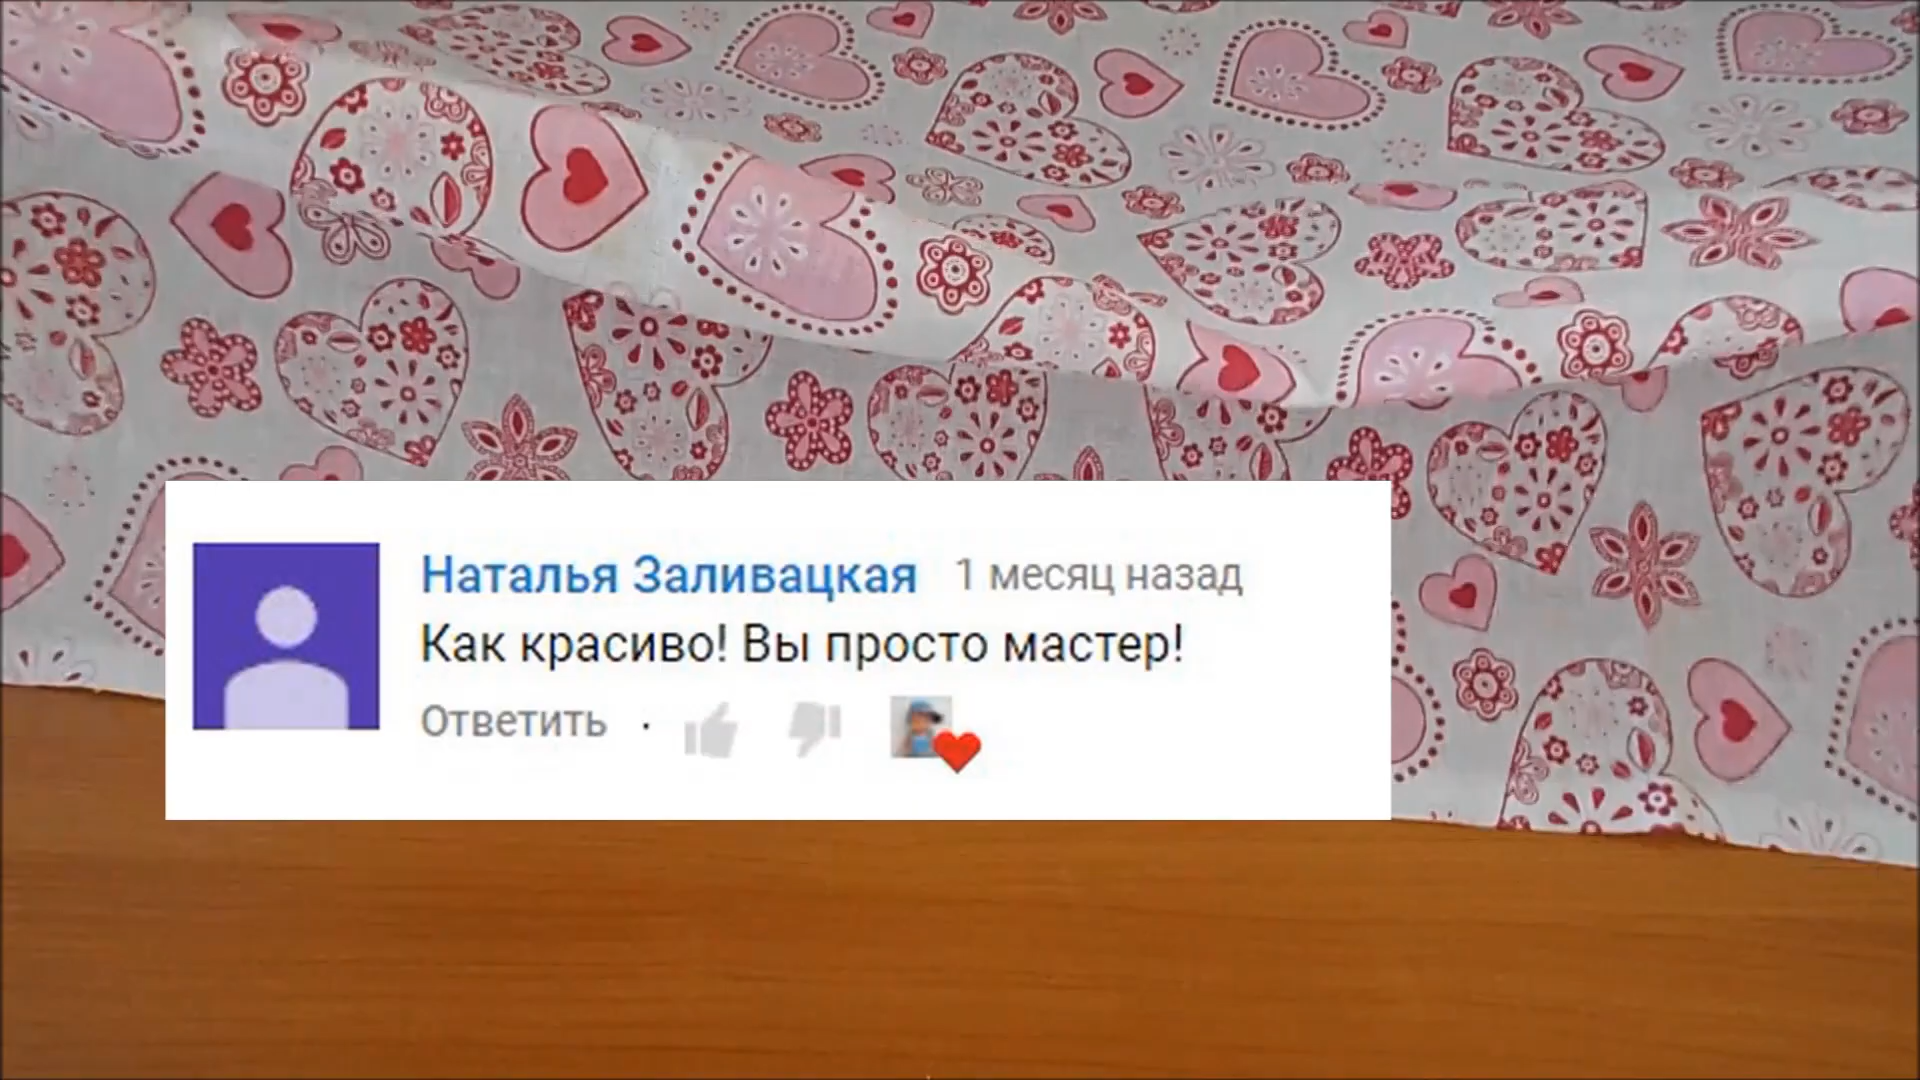 Наталья Заливацкая 1 месяц назад
Как красиво! Вы просто мастер!
Ответить